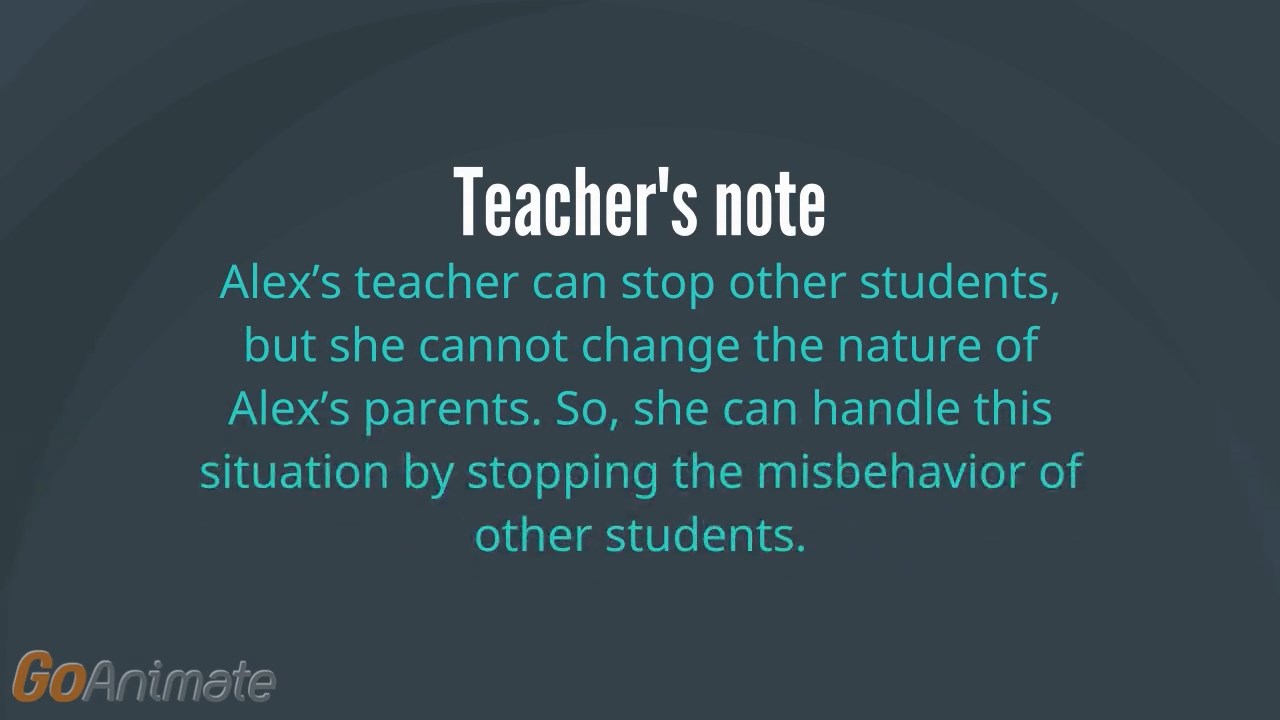 Teacher's note
Alex’s teacher can stop other students,
but she cannot change the nature of
Alex’s parents. So, she can handle this
situation by stopping the misbehavior of
other students.
GoAnimate